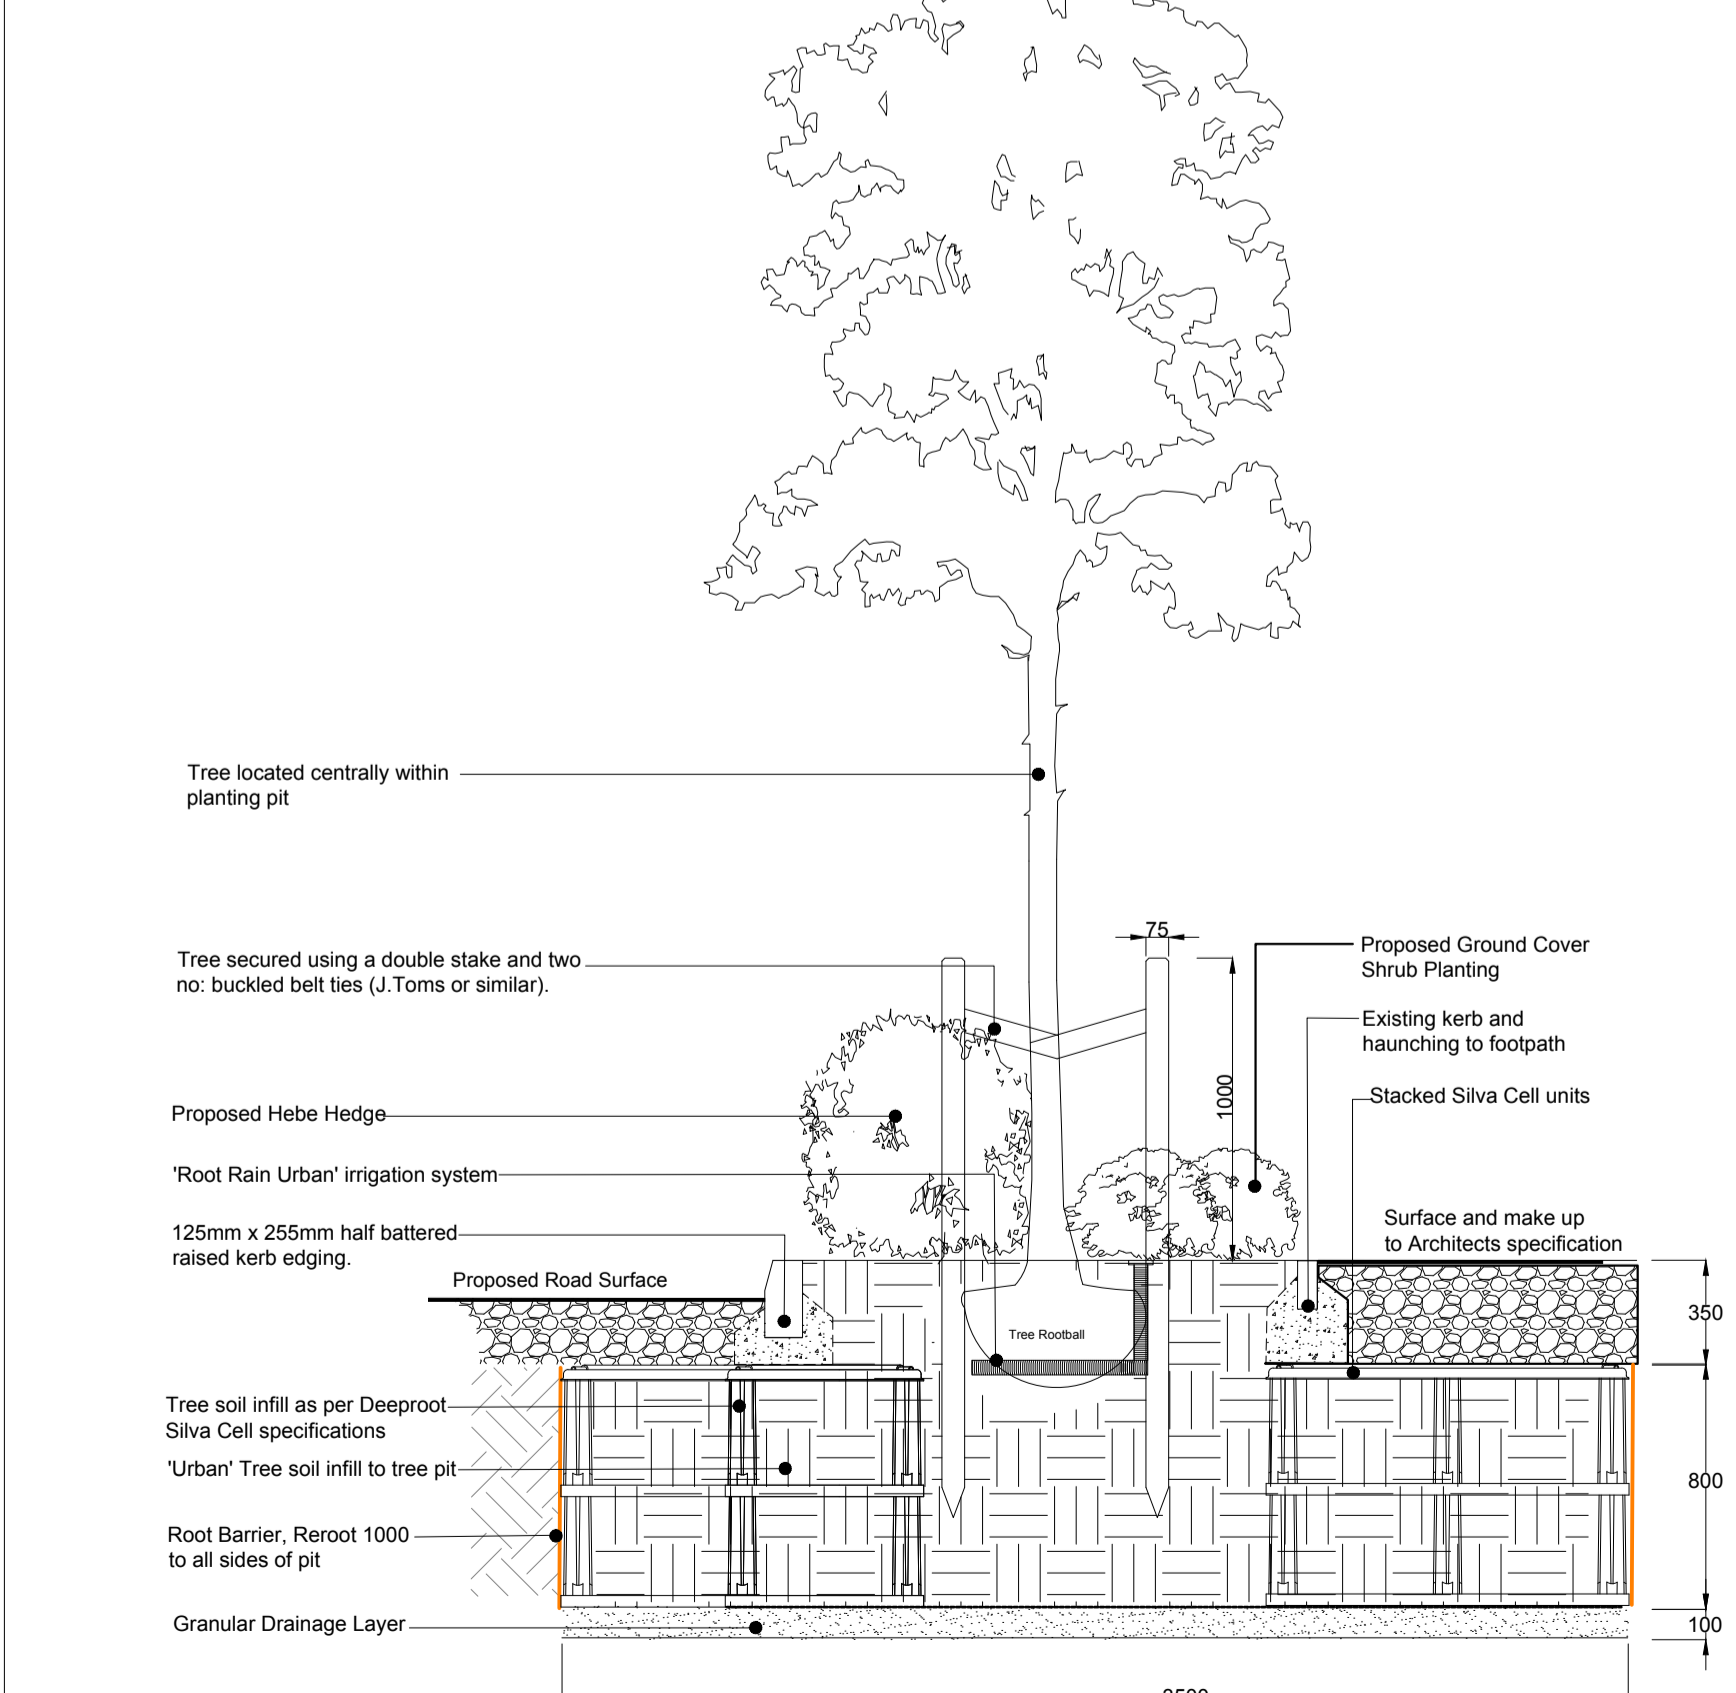 Tree located centrally within
planting pit
Tree secured using a double stake and two
no: buckled belt ties (J.Toms or similar).
75
Proposed Ground Cover
Shrub Planting
Existing kerb and
haunching to footpath
1000
Stacked Silva Cell units
Proposed Hebe Hedge
'Root Rain Urban' irrigation system
125mm x 255mm half battered
raised kerb edging.
Surface and make up
to Architects specification
Proposed Road Surface
350
Tree Rootball
Tree soil infill as per Deeproot
Silva Cell specifications
'Urban' Tree soil infill to tree pit
800
Root Barrier, Reroot 1000
to all sides of pit
Granular Drainage Layer
100